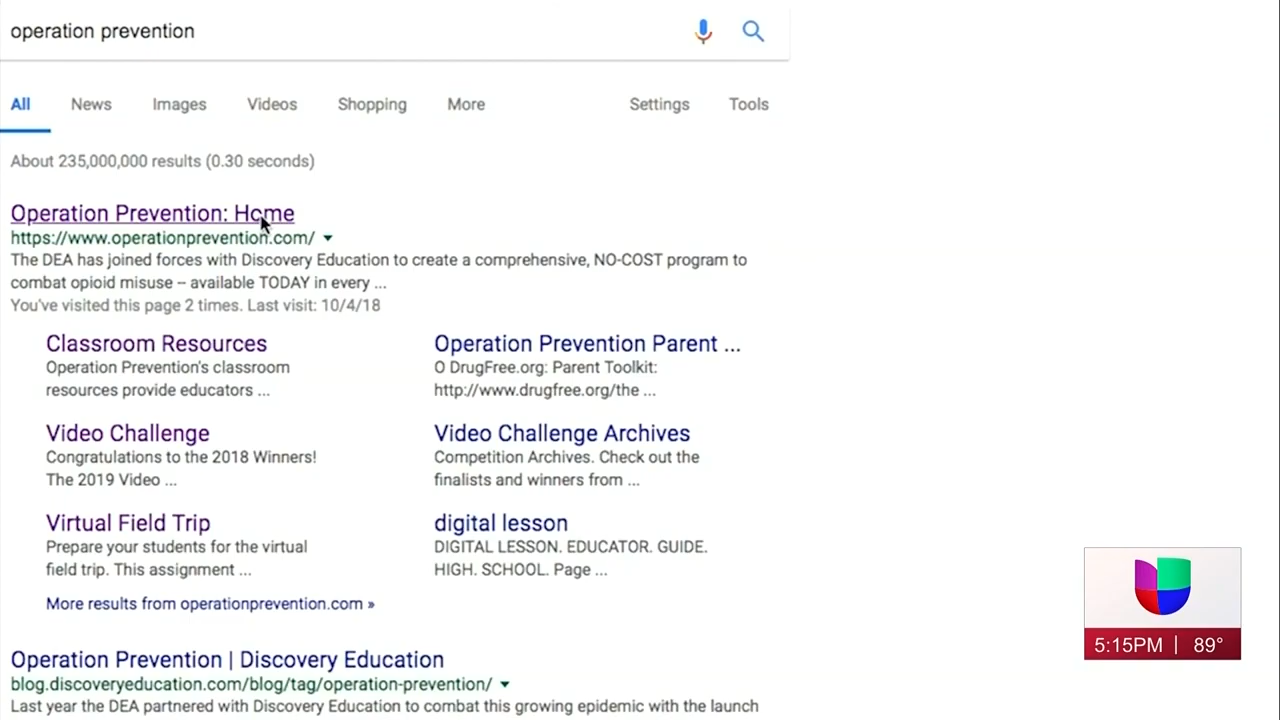 operation prevention
All News Images Videos Shopping More Settings Tools
About 235,000,000 results (0.30 seconds)
Operation Prevention: Home
https://www.operationprevention.com/
The DEA has joined forces with Discovery Education to create a comprehensive, NO-COST program to
combat opioid misuse – available TODAY in every ...
You've visited this page 2 times. Last visit: 10/4/18
Classroom Resources
Operation Prevention's classroom
resources provide educators ...
Operation Prevention Parent ...
O DrugFree.org: Parent Toolkit:
http://www.drugfree.org/the ...
Video Challenge
Congratulations to the 2018 Winners!
The 2019 Video ...
Video Challenge Archives
Competition Archives. Check out the
finalists and winners from ...
Virtual Field Trip
Prepare your students for the virtual
field trip. This assignment ...
digital lesson
DIGITAL LESSON. EDUCATOR. GUIDE.
HIGH. SCHOOL. Page ...
More results from operationprevention.com »
Operation Prevention | Discovery Education
blog.discoveryeducation.com/blog/tag/operation-prevention/
Last year the DEA partnered with Discovery Education to combat this growing epidemic with the launch
5:15PM | 89°